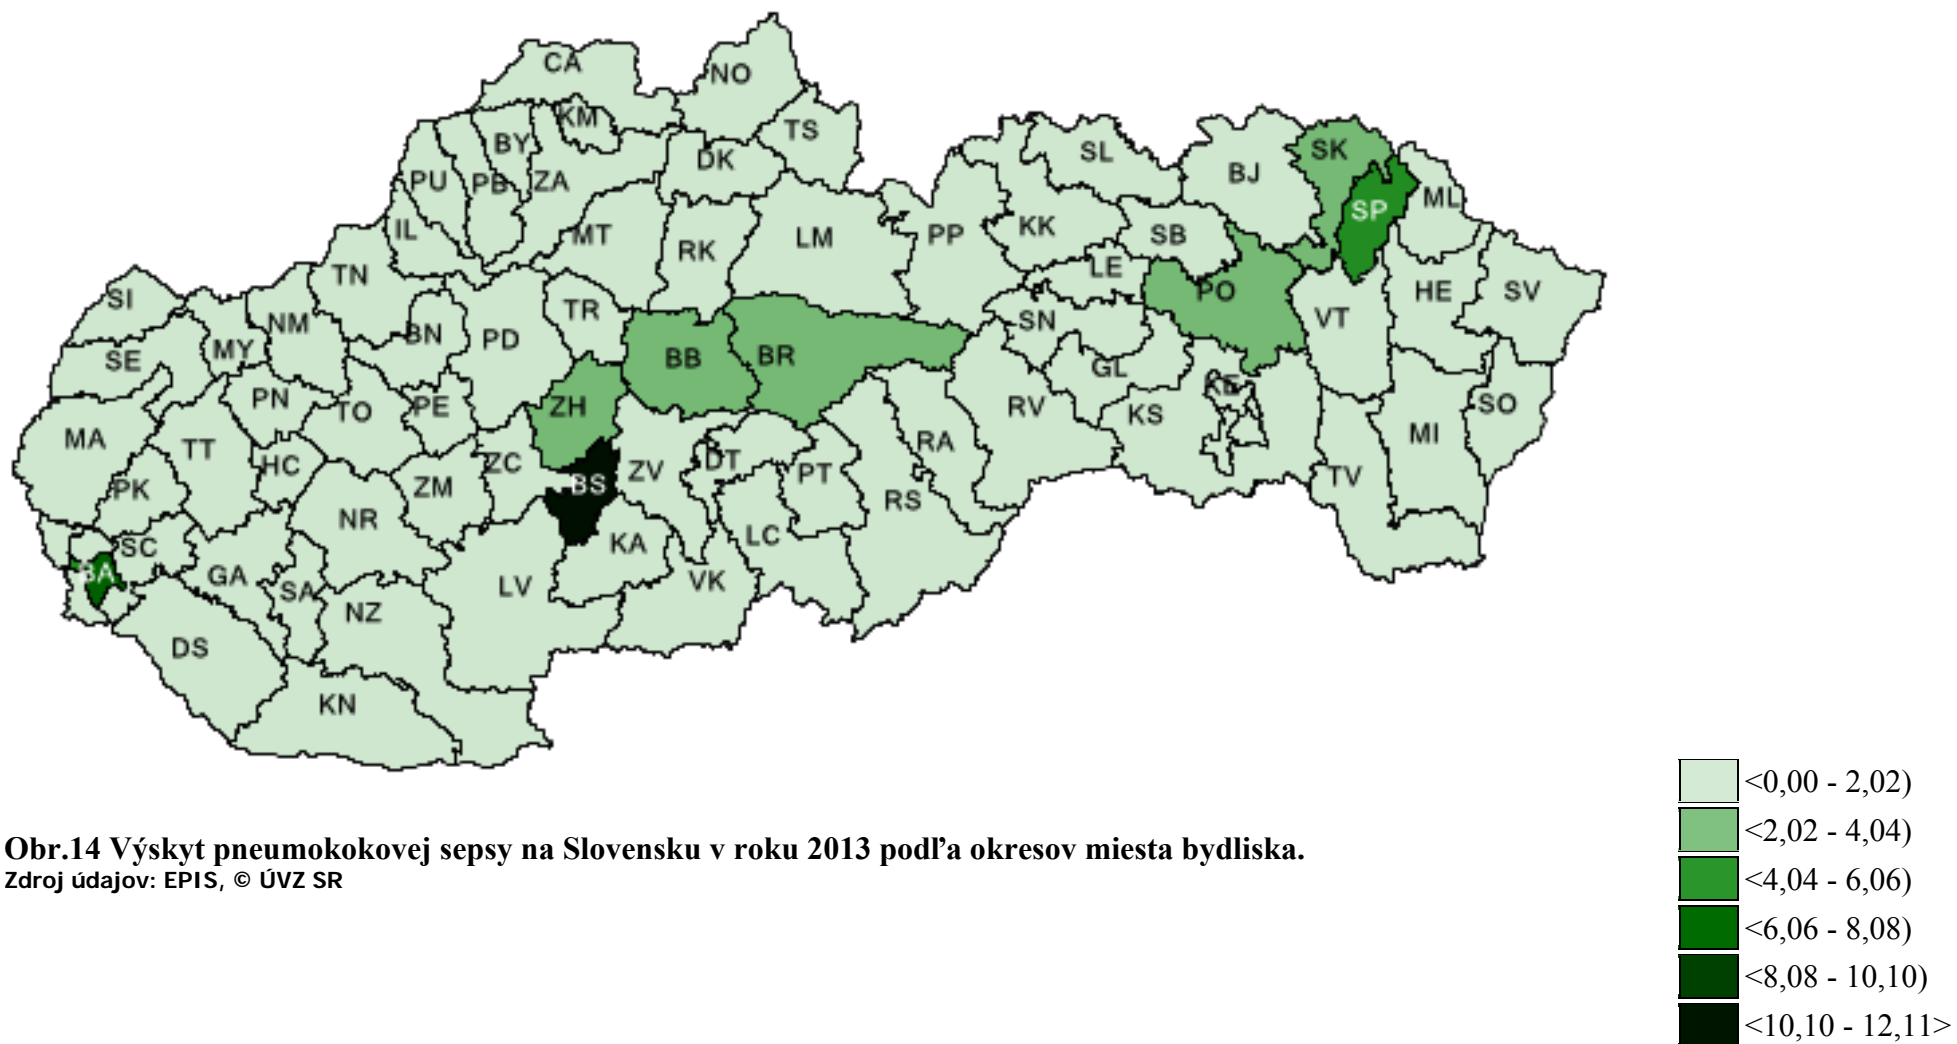 CA
NO
KM
TS
BY
DK
SL
SK
BJ
PU
PB
ZA
SP
ML
IL
MT
RK
LM
PP
KK
SB
TN
LE
SI
PO
HE
SV
NM
BN
TR
SN
VT
MY
PD
SE
BB
BR
GL
KE
PN
TO
PE
ZH
RV
KS
SO
MA
TT
RA
MI
HC
ZC
ZV
DT
PT
TV
PK
ZM
BS
RS
NR
SC
KA
LC
BA
GA
SA
LV
VK
NZ
DS
KN
<0,00 - 2,02)
<2,02 - 4,04)
<4,04 - 6,06)
<6,06 - 8,08)
<8,08 - 10,10)
<10,10 - 12,11>
Obr.14 Výskyt pneumokokovej sepsy na Slovensku v roku 2013 podľa okresov miesta bydliska.
Zdroj údajov: EPIS, © ÚVZ SR